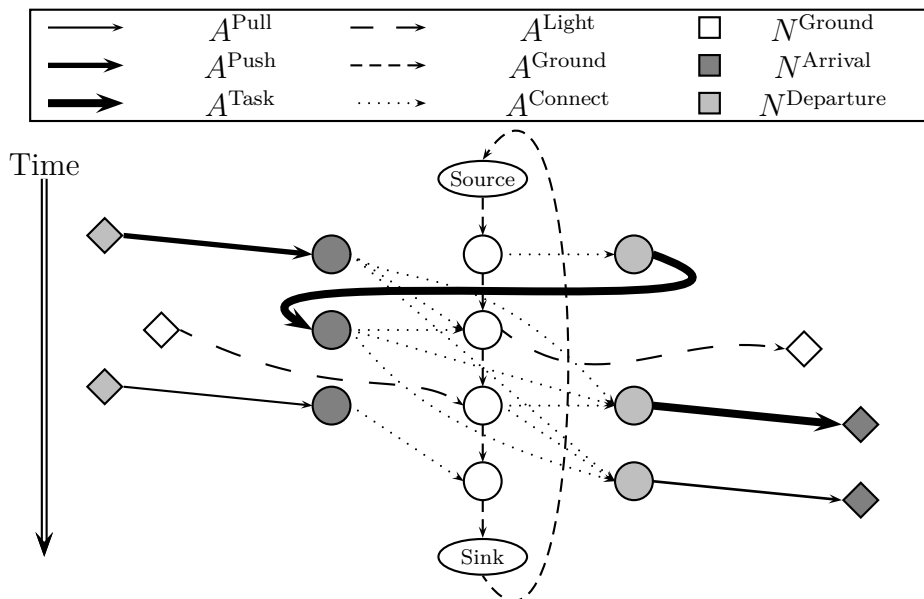 A^Pull A^Light N^Ground
A^Push A^Ground N^Arrival
A^Task A^Connect N^Departure
Time
Source
Sink